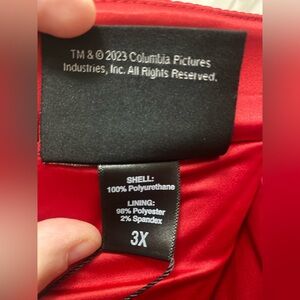 TM & © 2023 Columbia Pictures
Industries, Inc. All Rights Reserved.
SHELL:
100% Polyurethane
LINING:
98% Polyester
2% Spandex
3X